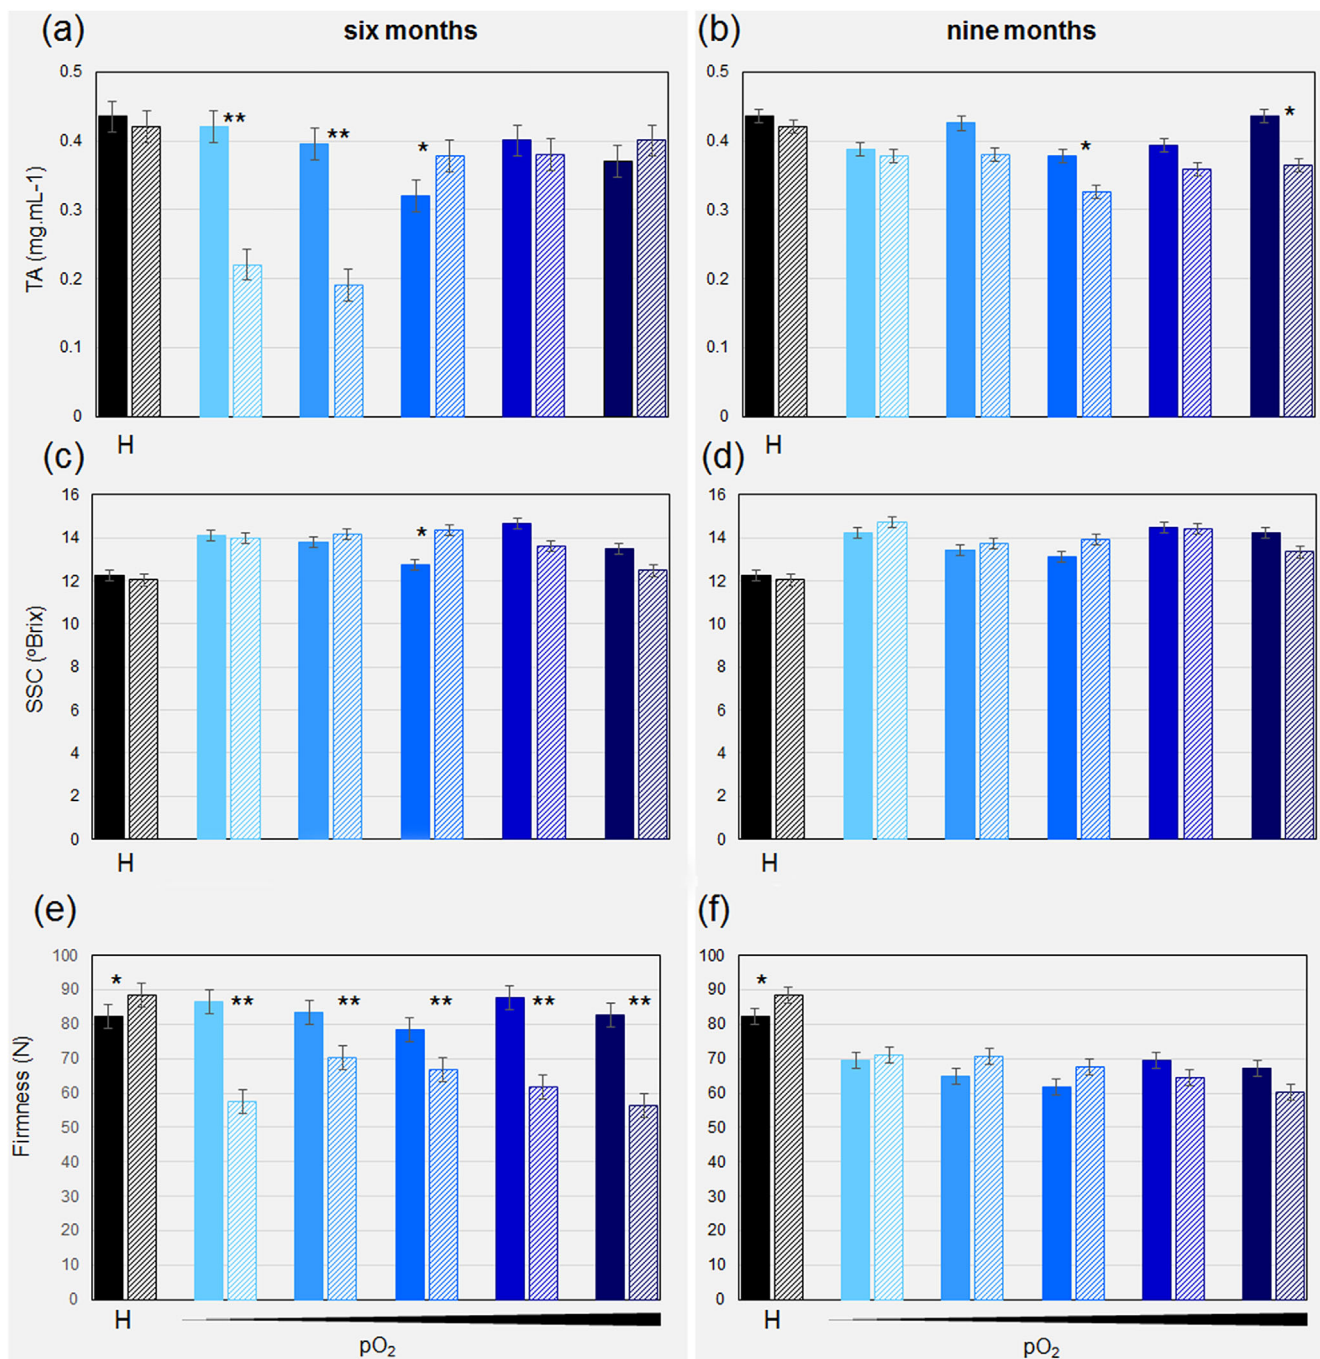 (a) six months
(b) nine months
TA (mg.mL-1)
0.5
0.4
0.3
0.2
0.1
0
** ** *
H
0.5
0.4
0.3
0.2
0.1
0
* *
H
(c)
(d)
SSC (ºBrix)
16
14
12
10
8
6
4
2
0
*
H
16
14
12
10
8
6
4
2
0
H
(e)
(f)
Firmness (N)
100
90
80
70
60
50
40
30
20
10
0
* ** ** ** ** **
H
pO₂
100
90
80
70
60
50
40
30
20
10
0
*
H
pO₂